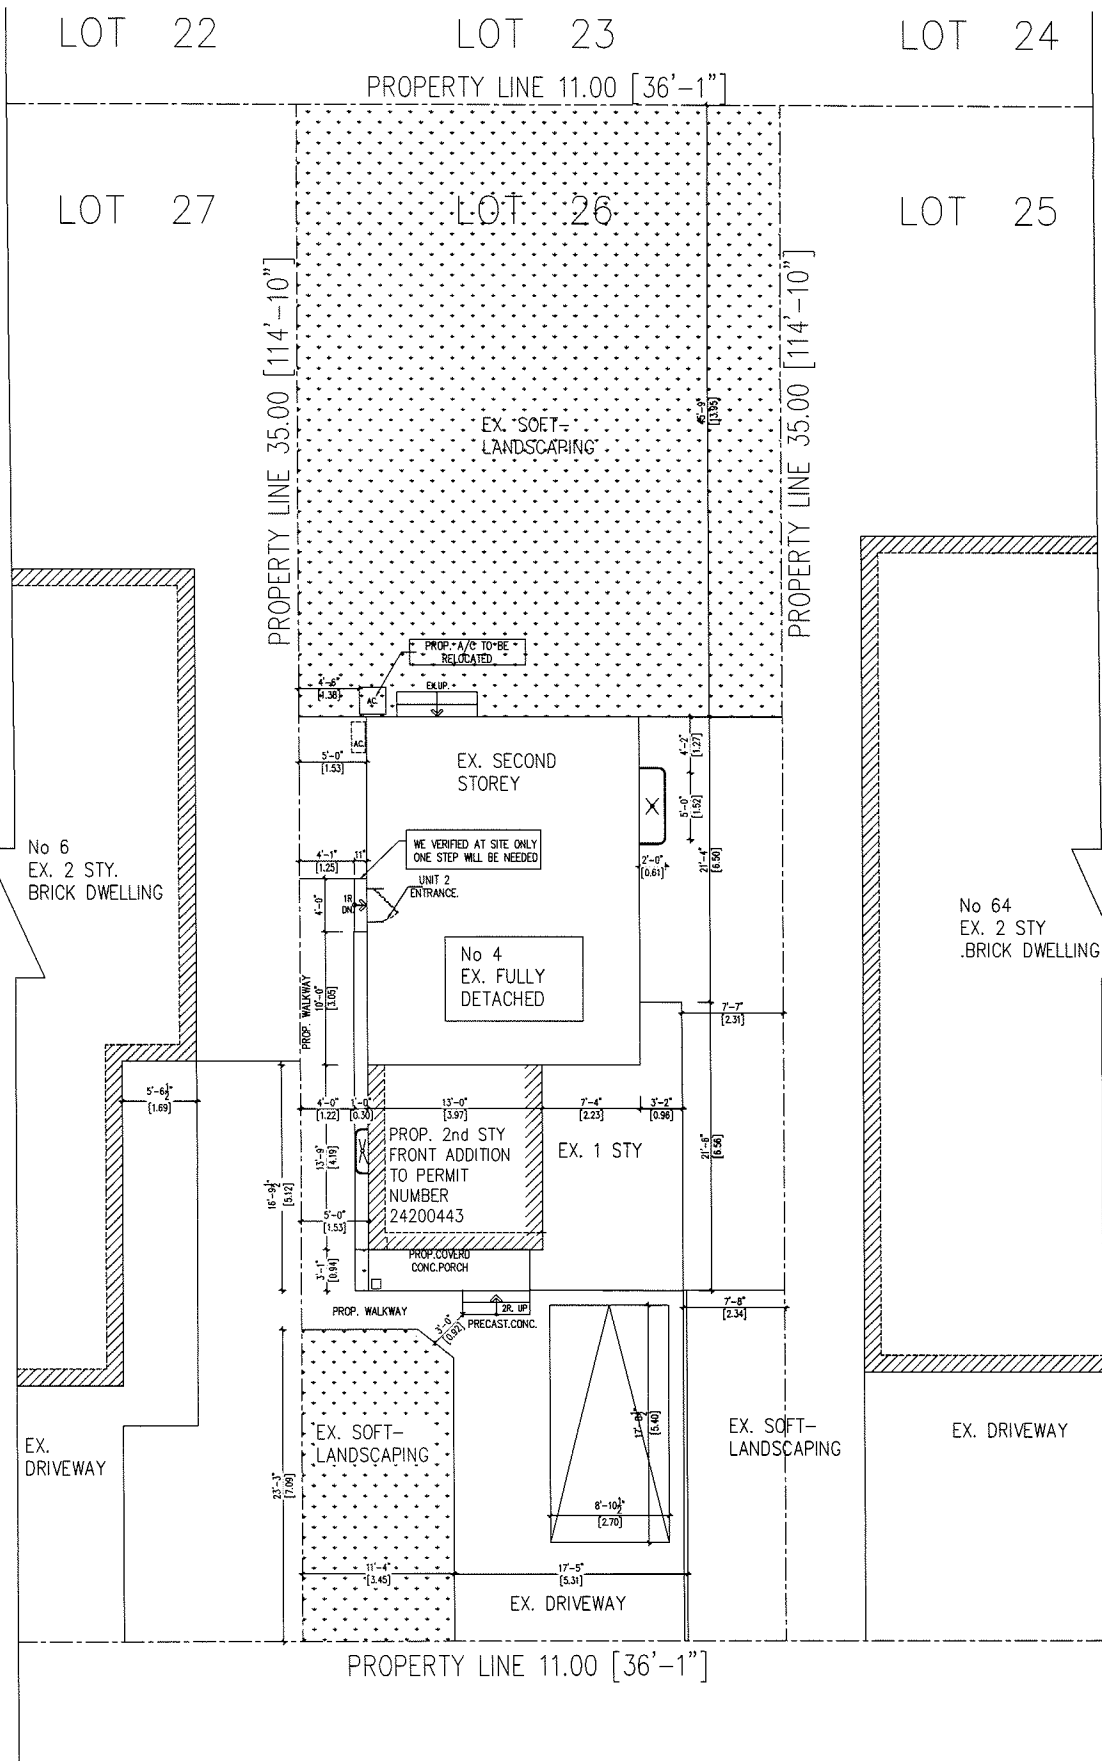 LOT 22
LOT 23
LOT 24
PROPERTY LINE 11.00 [36'-1"]
LOT 27
LOT 26
LOT 25
PROPERTY LINE 35.00 [114'-10"]
PROPERTY LINE 35.00 [114'-10"]
45'-9"
[13.95]
EX. SOFT-
LANDSCAPING
PROP. A/C TO BE
RELOCATED
4'-6"
[1.38]
AC.
EX.UP.
AC.
5'-0"
[1.53]
EX. SECOND
STOREY
4'-2"
[1.27]
5'-0"
[1.52]
21'-4"
[6.50]
2'-0"
[0.61]
WE VERIFIED AT SITE ONLY
ONE STEP WILL BE NEEDED
4'-1"
[1.25]
11"
UNIT 2
ENTRANCE.
1R
DN.
4'-0"
No 6
EX. 2 STY.
BRICK DWELLING
No 64
EX. 2 STY
.BRICK DWELLING
No 4
EX. FULLY
DETACHED
PROP. WALKWAY
10'-0"
[3.05]
7'-7"
[2.31]
5'-6½"
[1.69]
4'-0"
[1.22]
1'-0"
[0.30]
13'-0"
[3.97]
7'-4"
[2.23]
3'-2"
[0.96]
PROP. 2nd STY
FRONT ADDITION
TO PERMIT
NUMBER
24200443
EX. 1 STY
13'-9"
[4.19]
21'-6"
[6.56]
16'-9½"
[5.12]
5'-0"
[1.53]
3'-1"
[0.94]
PROP.COVERD
CONC.PORCH
PROP. WALKWAY
2R. UP
PRECAST.CONC.
3'-0"
[0.92]
7'-8"
[2.34]
17'-8½"
[5.40]
EX. SOFT-
LANDSCAPING
EX. SOFT-
LANDSCAPING
EX. DRIVEWAY
EX.
DRIVEWAY
23'-3"
[7.09]
8'-10½"
[2.70]
11'-4"
[3.45]
17'-5"
[5.31]
EX. DRIVEWAY
PROPERTY LINE 11.00 [36'-1"]